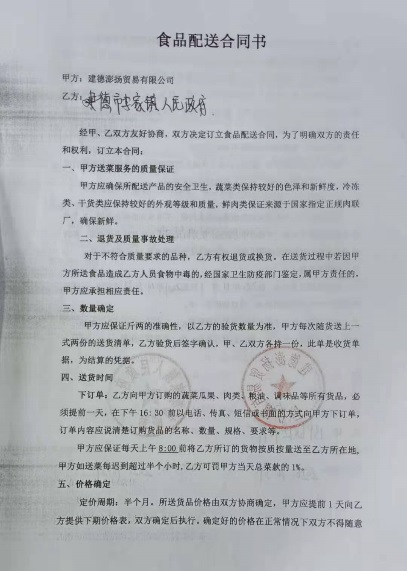 食品配送合同书
甲方：建德澎扬贸易有限公司
乙方：建德市李家镇人民政府
经甲、乙双方友好协商，双方决定订立食品配送合同，为了明确双方的责任
和权利，订立本合同：
一、甲方送菜服务的质量保证
甲方应确保所配送产品的安全卫生，蔬菜类保持较好的色泽和新鲜度，冷冻
类、干货类应保持较好的外观等级和质量，鲜肉类保证来源于国家指定正规肉联
厂，确保新鲜。
二、退货及质量事故处理
对于不符合质量要求的品种，乙方有权退货或换货。在送货过程中若因甲
方所送食品造成乙方人员食物中毒的，经国家卫生防疫部门鉴定，属甲方责任的，
甲方应承担相应责任。
三、数量确定
甲方应保证斤两的准确性，以乙方的验货数量为准，甲方每次随货送上一
式两份的送货清单，乙方验货后签字确认，甲、乙双方各持一份，此单是收货单
据，为结算的凭据。
四、送货时间
下订单：乙方向甲方订购的蔬菜瓜果、肉类、粮油、调味品等所有货品，必
须提前一天，在下午16:30前以电话、传真、短信或书面的方式向甲方下订单，
订单内容应说清是订购货品的名称、数量、规格、要求等。
甲方应保证每天上午8:00前将乙方所订的货物按质按量送至乙方所在地，
甲方如送菜每迟到超过半个小时，乙方可罚甲方当天总菜款的1%。
五、价格确定
定价周期：半个月。所送货品价格由双方协商确定，甲方应提前1天向乙
方提供下期价格表，双方确定后执行。确定好的价格在正常情况下双方不得随意